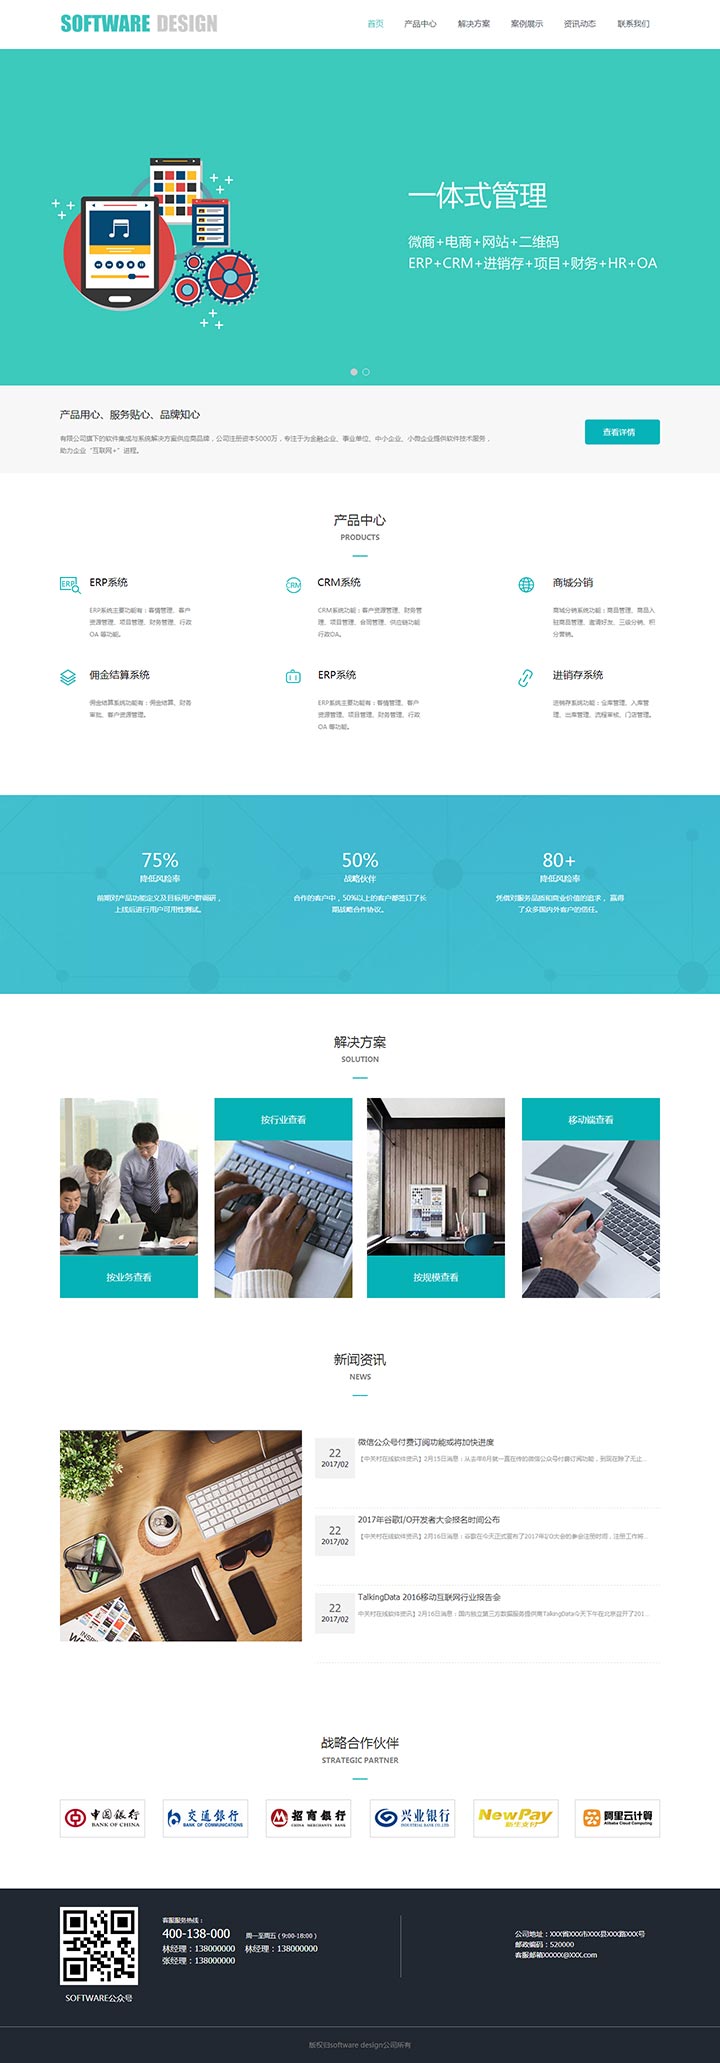 SOFTWARE DESIGN
首页 产品中心 解决方案 案例展示 资讯动态 联系我们
一体式管理
微商+电商+网站+二维码
ERP+CRM+进销存+项目+财务+HR+OA
产品用心、服务贴心、品牌知心
有限公司旗下的软件集成与系统解决方案供应商品牌，公司注册资本5000万，专注于为金融企业、事业单位、中小企业、小微企业提供软件技术服务，
助力企业“互联网+”进程。
查看详情
产品中心
PRODUCTS
ERP
ERP系统
ERP系统主要功能有：客情管理、客户
资源管理、项目管理、财务管理、行政
OA 等功能。
CRM
CRM系统
CRM系统功能：客户资源管理、财务管
理、项目管理、合同管理、供应链功能
行政OA。
商城分销
商城分销系统功能：商品管理、商品入
驻商品管理、邀请好友、三级分销、积
分营销。
佣金结算系统
佣金结算系统功能有：佣金结算、财务
审批、客户资源管理。
ERP系统
ERP系统主要功能有：客情管理、客户
资源管理、项目管理、财务管理、行政
OA 等功能。
进销存系统
进销存系统功能：仓库管理、入库管
理、出库管理、流程审核、门店管理。
75%
降低风险率
前期对产品功能定义及目标用户群调研，
上线后进行用户可用性测试。
50%
战略伙伴
合作的客户中，50%以上的客户都签订了长
期战略合作协议。
80+
降低风险率
凭借对服务品质和商业价值的追求，赢得
了众多国内外客户的信任。
解决方案
SOLUTION
按业务查看
按行业查看
按规模查看
移动端查看
新闻资讯
NEWS
22
2017/02
微信公众号付费订阅功能或将加快进度
【中关村在线软件资讯】2月15日消息：从去年6月就一直在传的微信公众号付费订阅功能，到现在除了无止...
22
2017/02
2017年谷歌I/O开发者大会报名时间公布
【中关村在线软件资讯】2月16日消息：谷歌在今天正式宣布了2017年I/O大会的参会注册时间，注册工作将...
22
2017/02
TalkingData 2016移动互联网行业报告会
【中关村在线软件资讯】2月16日消息：国内独立第三方数据服务提供商TalkingData今天下午在北京召开了201...
战略合作伙伴
STRATEGIC PARTNER
中国银行
BANK OF CHINA
交通银行
BANK OF COMMUNICATIONS
招商银行
CHINA MERCHANTS BANK
兴业银行
INDUSTRIAL BANK CO.,LTD.
NewPay
新生支付
阿里云计算
Alibaba Cloud Computing
SOFTWARE公众号
客服服务热线：
400-138-000 周一至周五（9:00-18:00）
林经理：138000000 林经理：138000000
张经理：138000000
公司地址：XXX省XXX市XXX县XXX路XXX号
邮政编码：520000
客服邮箱XXXXX@XXX.com
版权归software design公司所有